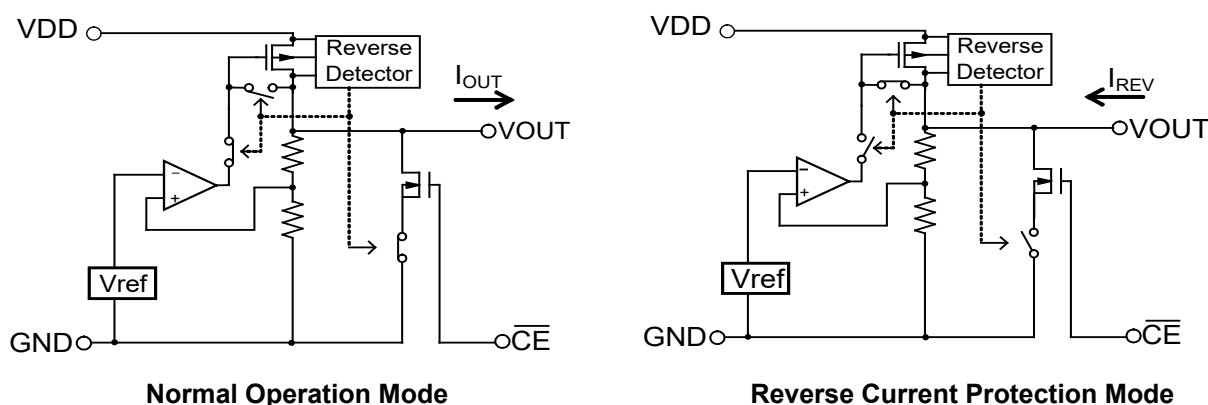 VDD
Reverse
Detector
IOUT
VOUT
−
+
Vref
GND
CE
Normal Operation Mode
VDD
Reverse
Detector
IREV
VOUT
−
+
Vref
GND
CE
Reverse Current Protection Mode